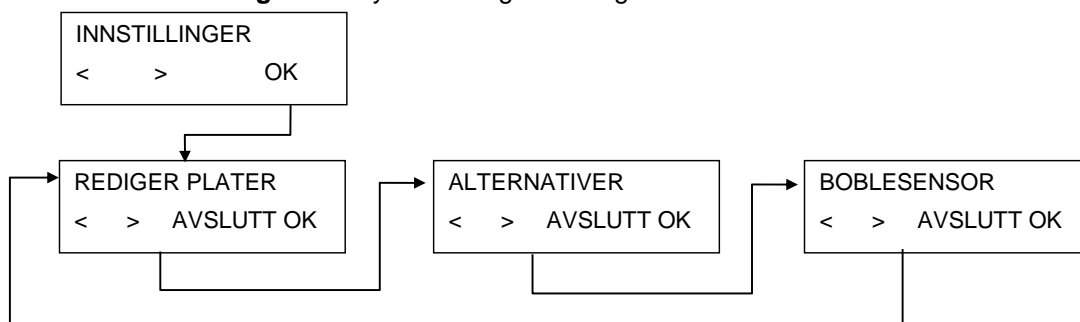 INNSTILLINGER
< > OK
REDIGER PLATER
< > AVSLUTT OK
ALTERNATIVER
< > AVSLUTT OK
BOBLESENSOR
< > AVSLUTT OK